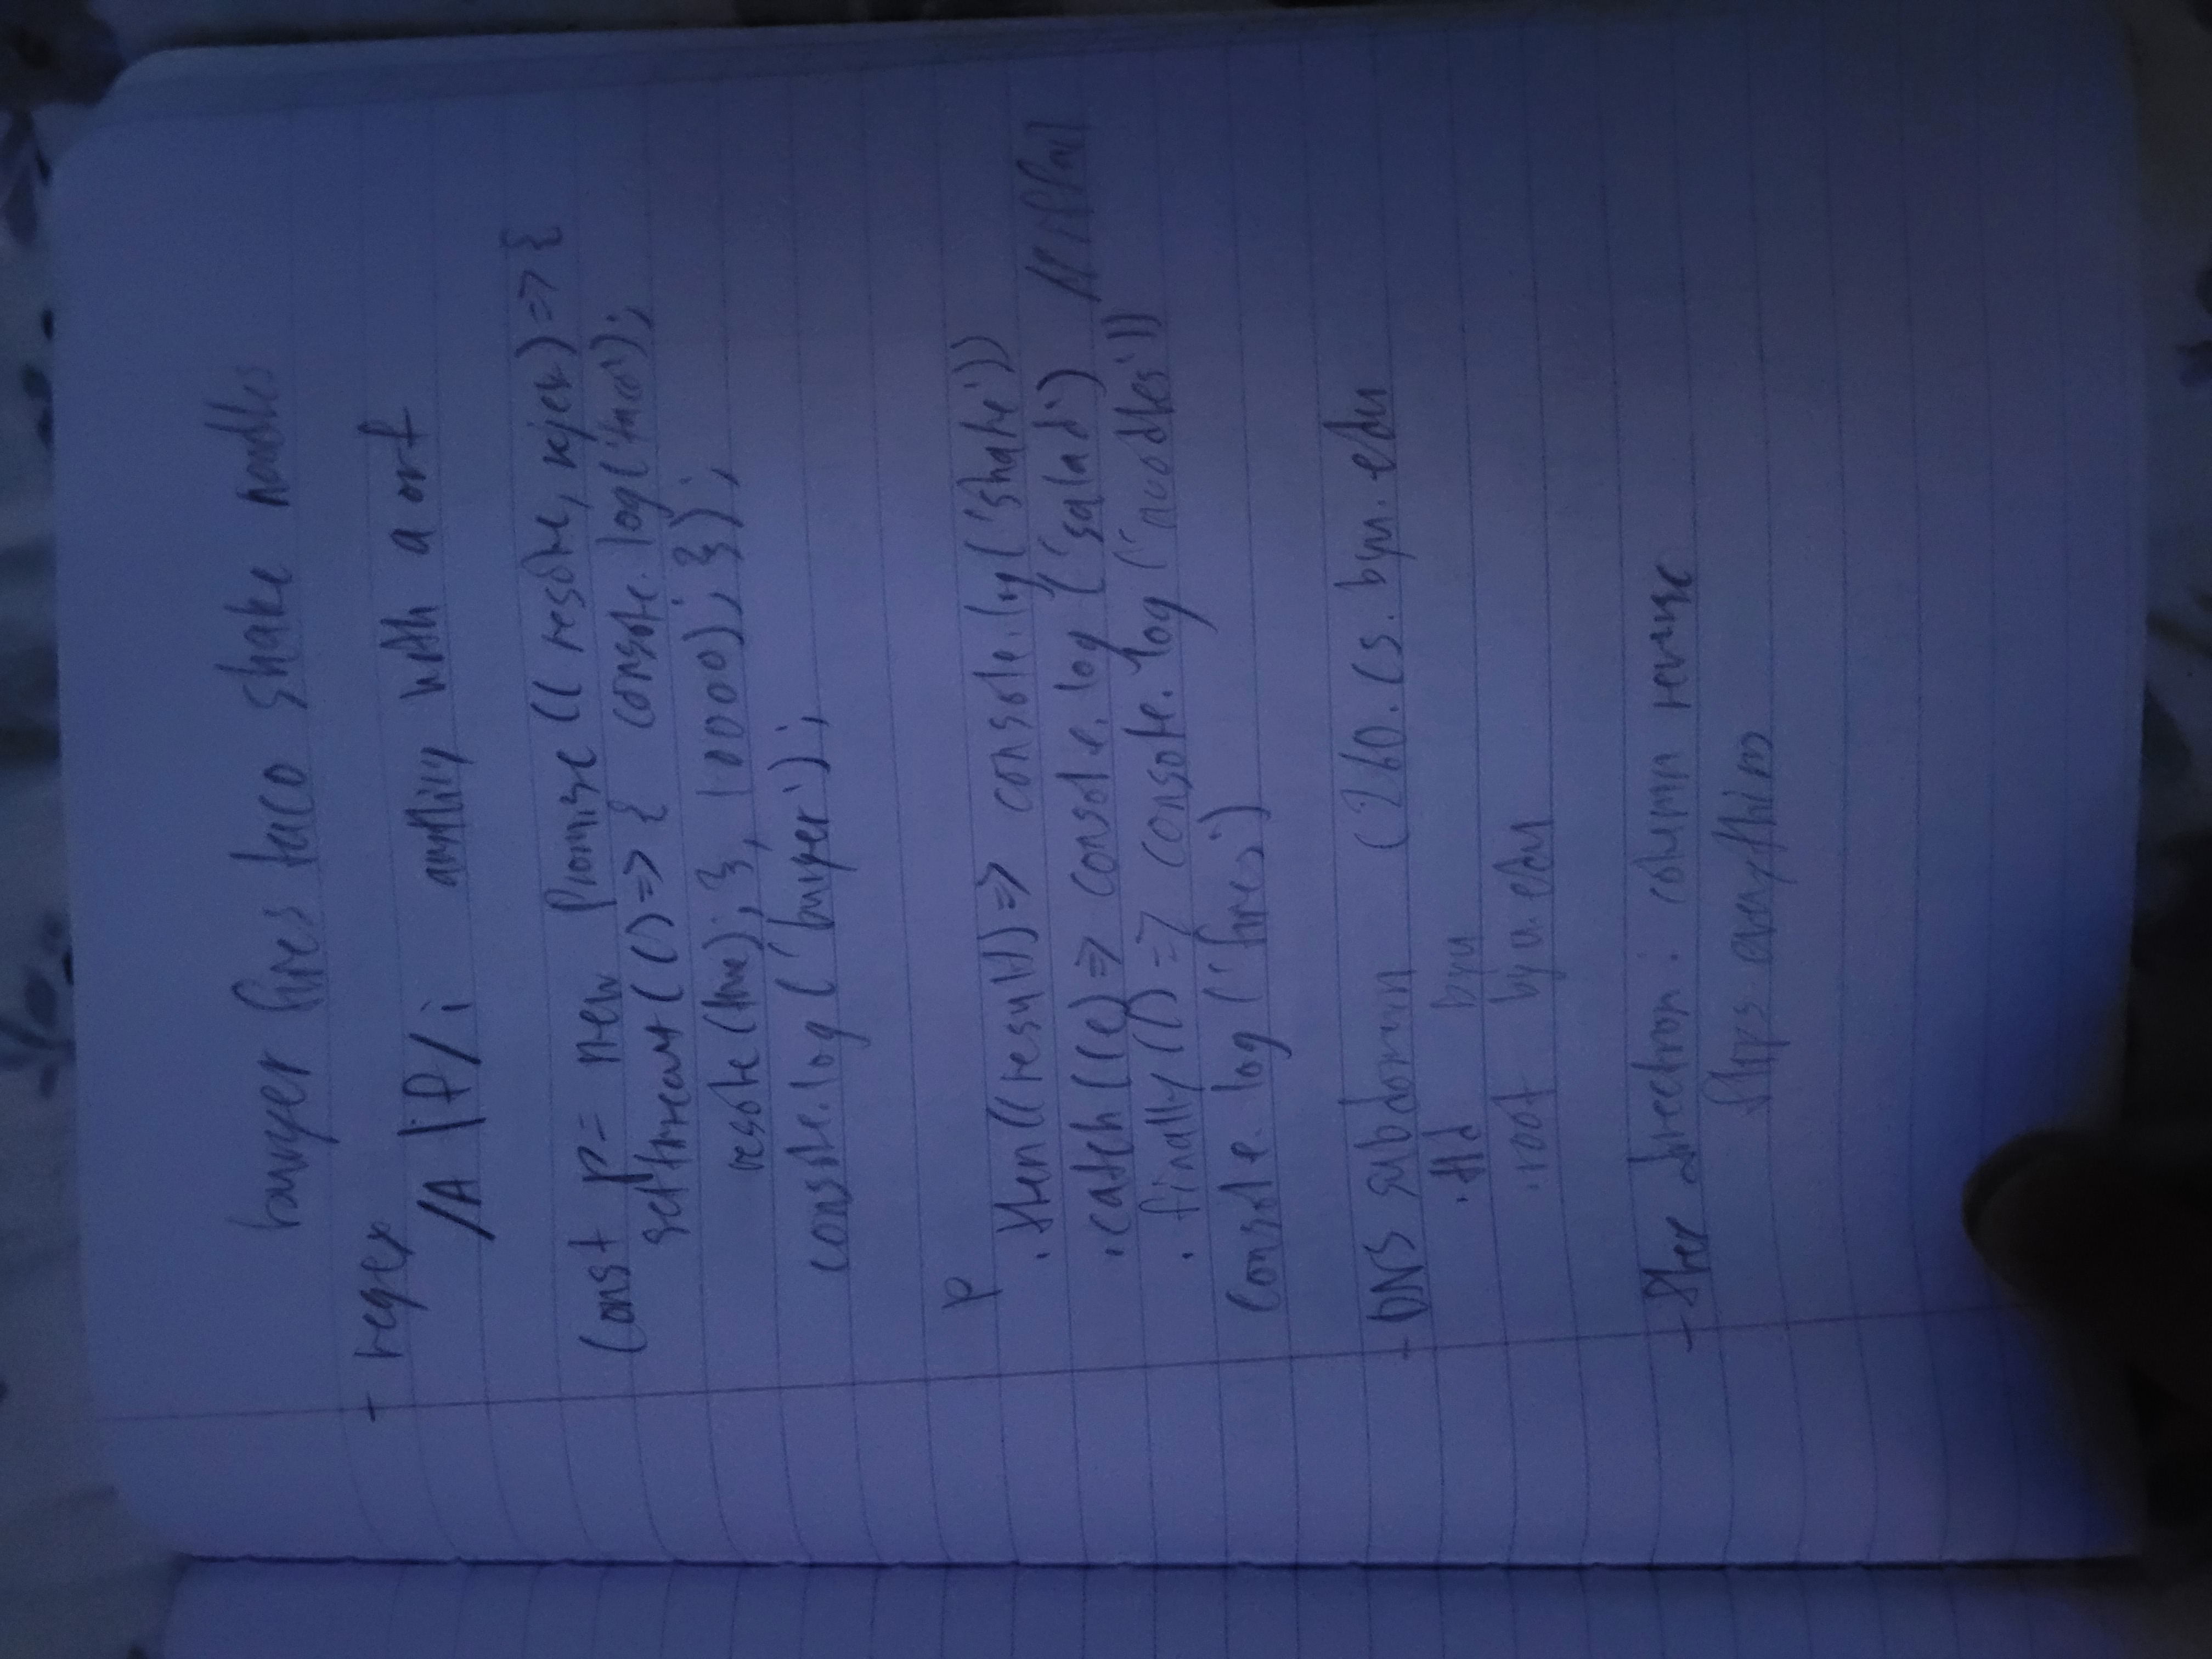 burger fires taco shake noodles
- regex
/A|f/i anything with a or f
const p = new Promise((resolve, reject) => {
setTimeout(() => { console.log('taco');
resolve(true); }, 10000); });
console.log('burger');
p
.then((result) => console.log('shake'))
.catch((e) => console.log('salad') // if fail
.finally(() => console.log('noodles'))
console.log('fires')
- DNS subdomain C260.cs.byu.edu
.tld byu
.root byu.edu
- flex direction: column reverse
flips everything